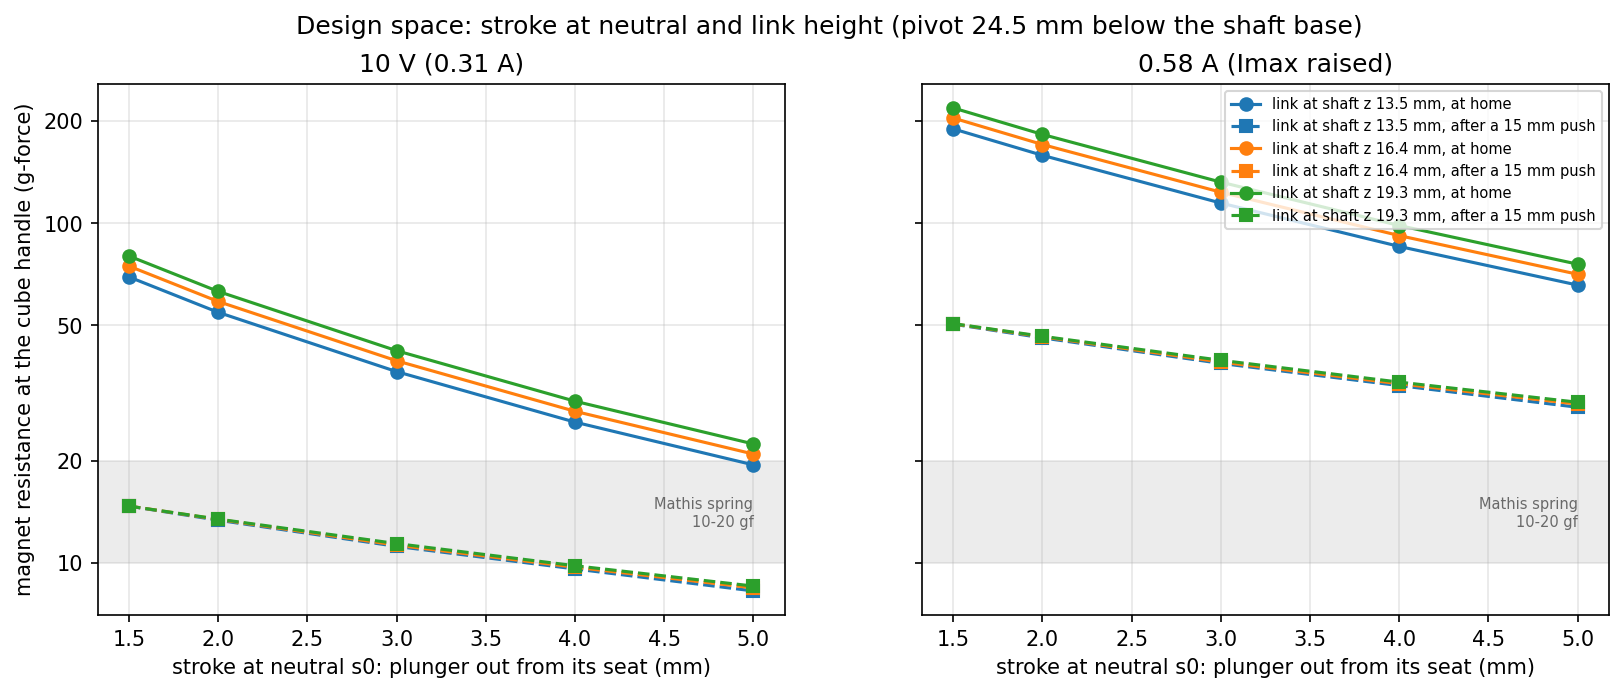 Design space: stroke at neutral and link height (pivot 24.5 mm below the shaft base)
10 V (0.31 A)
magnet resistance at the cube handle (g-force)
200
100
50
20
10
Mathis spring
10-20 gf
1.5 2.0 2.5 3.0 3.5 4.0 4.5 5.0
stroke at neutral s0: plunger out from its seat (mm)
0.58 A (Imax raised)
link at shaft z 13.5 mm, at home
link at shaft z 13.5 mm, after a 15 mm push
link at shaft z 16.4 mm, at home
link at shaft z 16.4 mm, after a 15 mm push
link at shaft z 19.3 mm, at home
link at shaft z 19.3 mm, after a 15 mm push
Mathis spring
10-20 gf
1.5 2.0 2.5 3.0 3.5 4.0 4.5 5.0
stroke at neutral s0: plunger out from its seat (mm)